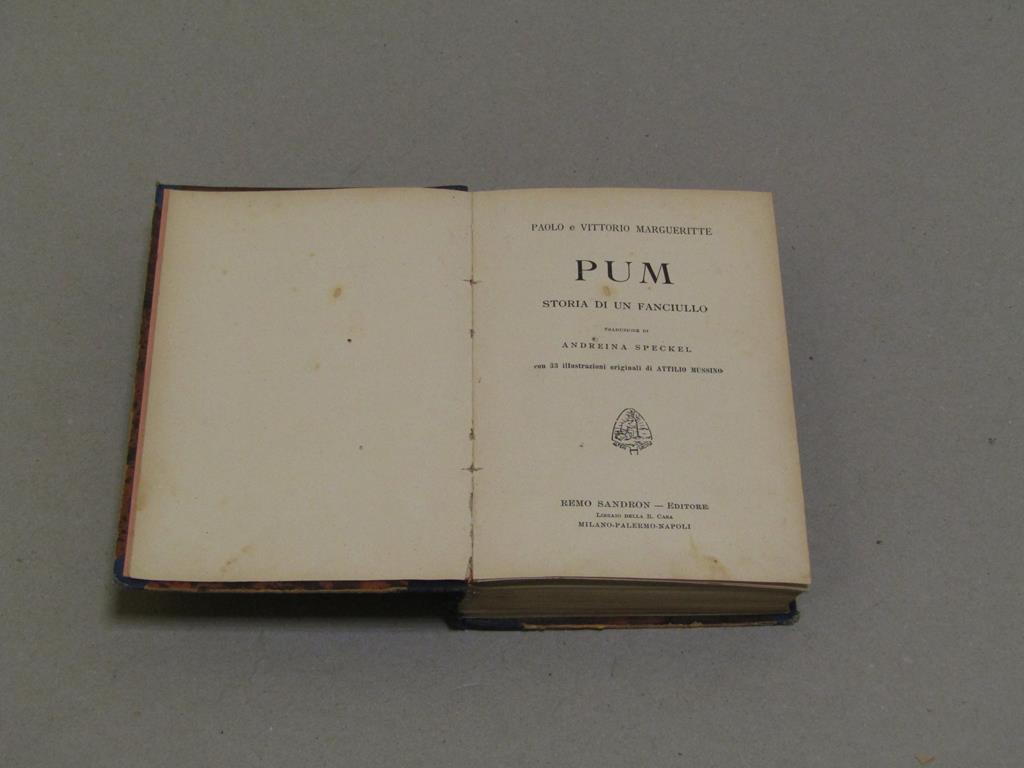 PAOLO e VITTORIO MARGUERITTE
PUM
STORIA DI UN FANCIULLO
TRADUZIONE DI
ANDREINA SPECKEL
con 33 illustrazioni originali di ATTILIO MUSSINO
REMO SANDRON — EDITORE
LIBRAIO DELLA R. CASA
MILANO-PALERMO-NAPOLI